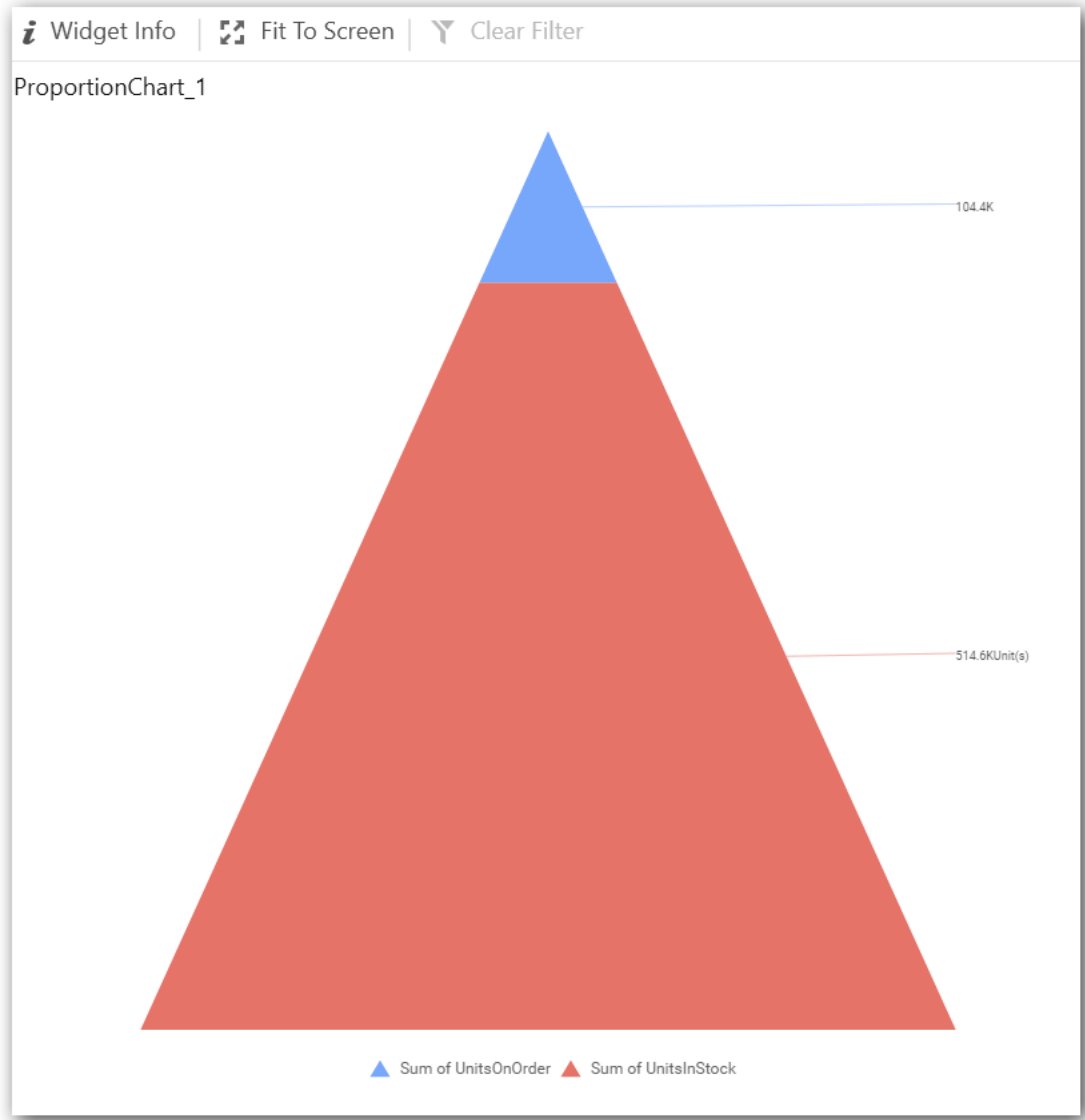 Widget Info Fit To Screen Clear Filter
ProportionChart_1
104.4K
514.6KUnit(s)
Sum of UnitsOnOrder Sum of UnitsInStock